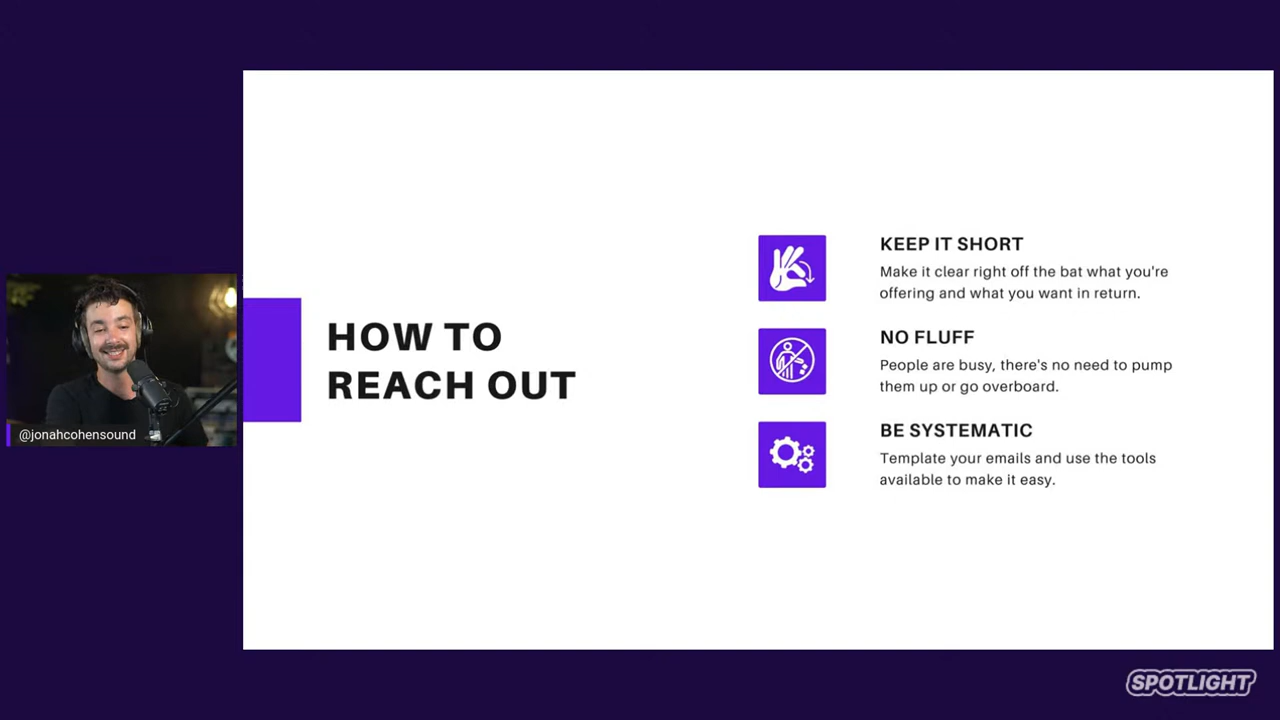 HOW TO
REACH OUT
KEEP IT SHORT
Make it clear right off the bat what you're
offering and what you want in return.
NO FLUFF
People are busy, there's no need to pump
them up or go overboard.
BE SYSTEMATIC
Template your emails and use the tools
available to make it easy.
@jonahcohensound
SPOTLIGHT